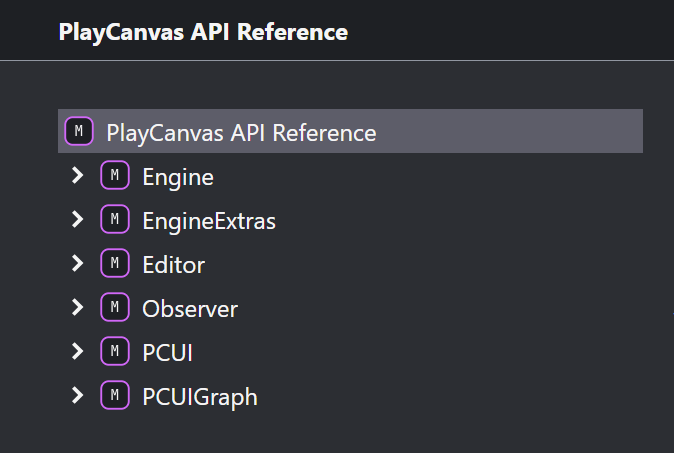 PlayCanvas API Reference
M PlayCanvas API Reference
M Engine
M EngineExtras
M Editor
M Observer
M PCUI
M PCUIGraph